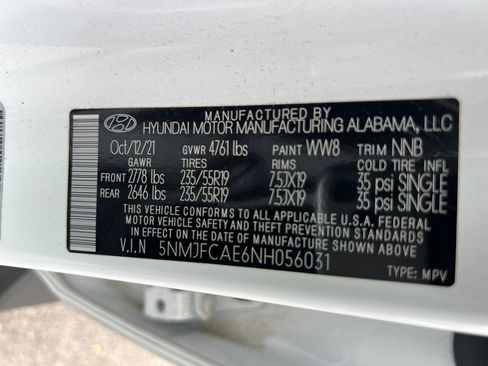 MANUFACTURED BY
HYUNDAI MOTOR MANUFACTURING ALABAMA, LLC
Oct/12/21 GVWR 4761 lbs PAINT WW8 TRIM NNB
GAWR TIRES RIMS COLD TIRE INFL
FRONT 2778 lbs 235/55R19 7.5JX19 35 psi SINGLE
REAR 2646 lbs 235/55R19 7.5JX19 35 psi SINGLE
THIS VEHICLE CONFORMS TO ALL APPLICABLE U.S.A. FEDERAL
MOTOR VEHICLE SAFETY AND THEFT PREVENTION STANDARDS
IN EFFECT ON THE DATE OF MANUFACTURE SHOWN ABOVE.
V.I.N 5NMJFCAE6NH056031
TYPE: MPV